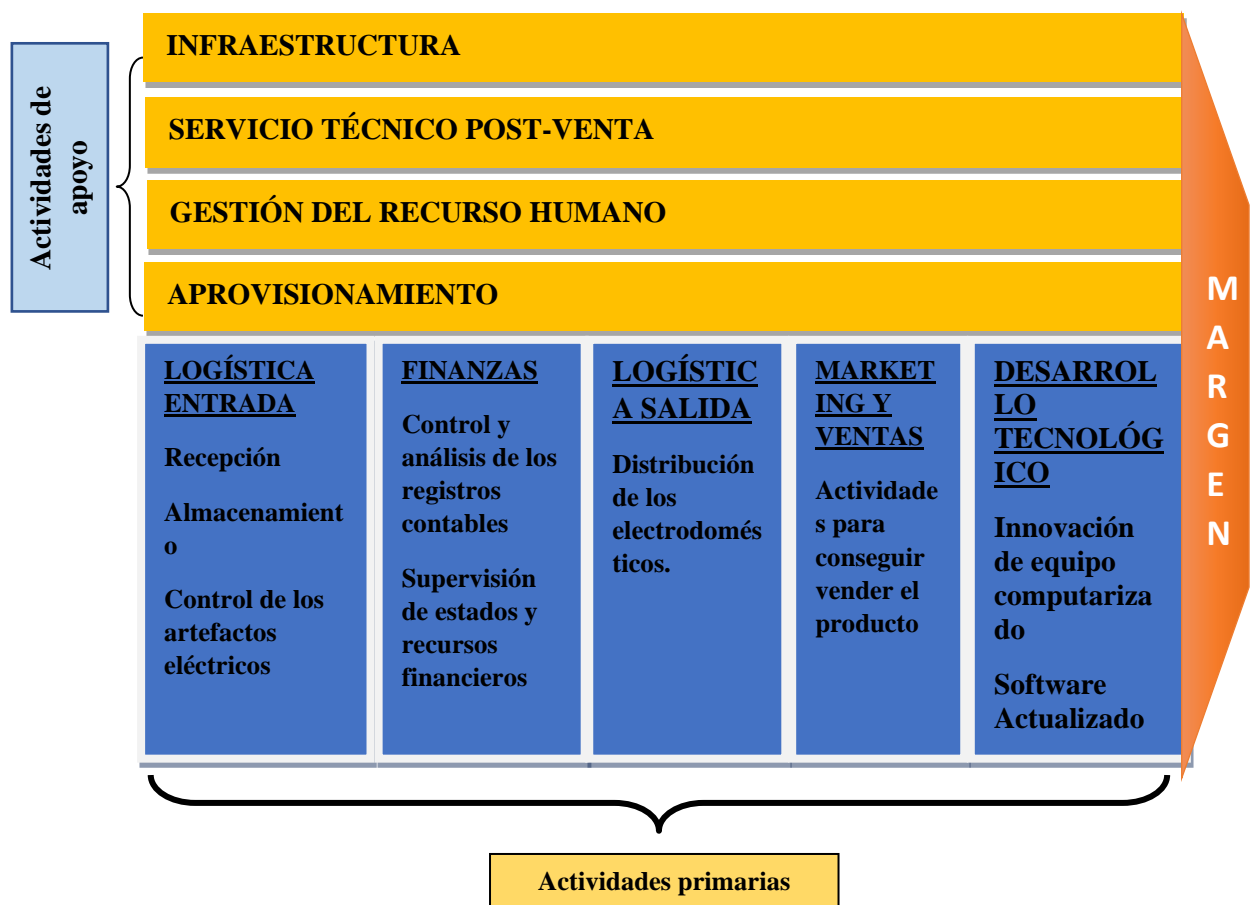 Actividades de
apoyo
INFRAESTRUCTURA
SERVICIO TÉCNICO POST-VENTA
GESTIÓN DEL RECURSO HUMANO
APROVISIONAMIENTO
LOGÍSTICA
ENTRADA
Recepción
Almacenamient
o
Control de los
artefactos
eléctricos
FINANZAS
Control y
análisis de los
registros
contables
Supervisión
de estados y
recursos
financieros
LOGÍSTIC
A SALIDA
Distribución
de los
electrodomés
ticos.
MARKET
ING Y
VENTAS
Actividade
s para
conseguir
vender el
producto
DESARROL
LO
TECNOLÓG
ICO
Innovación
de equipo
computariza
do
Software
Actualizado
M
A
R
G
E
N
Actividades primarias